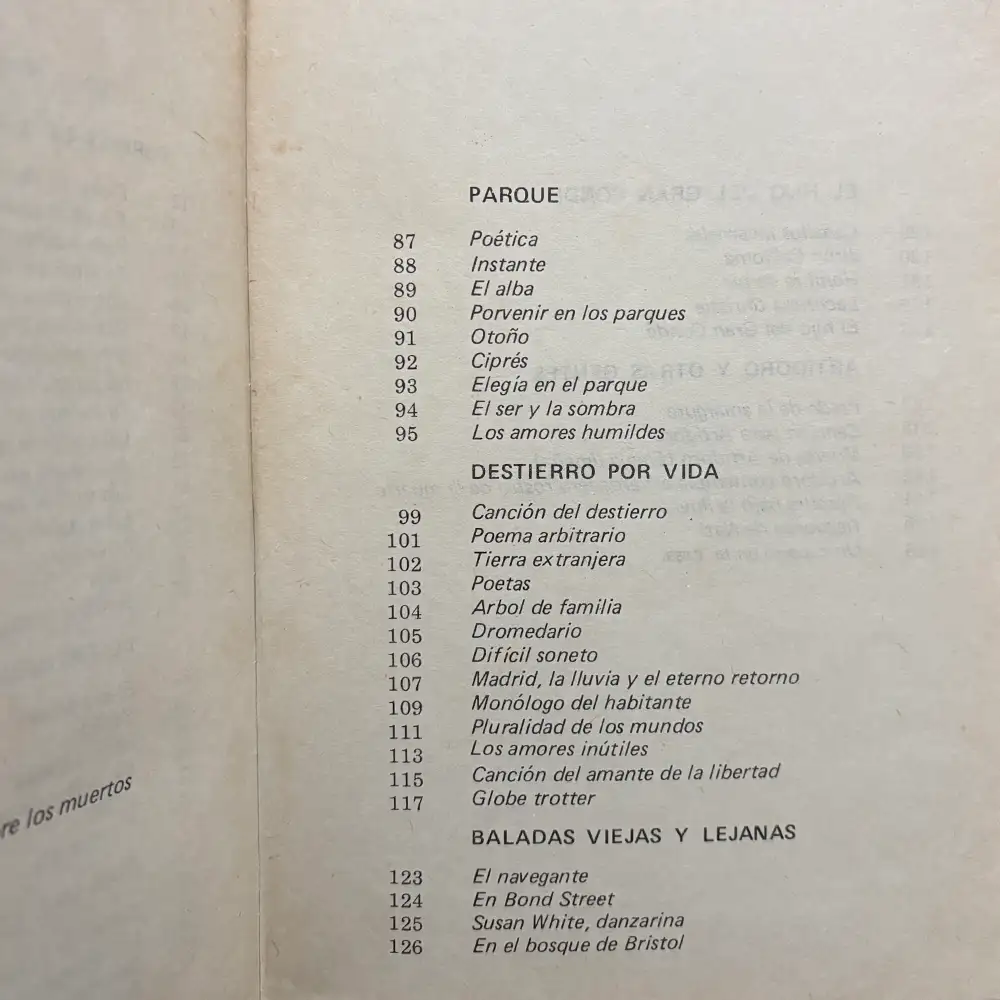 re los muertos
PARQUE
87 Poética
88 Instante
89 El alba
90 Porvenir en los parques
91 Otoño
92 Ciprés
93 Elegía en el parque
94 El ser y la sombra
95 Los amores humildes
DESTIERRO POR VIDA
99 Canción del destierro
101 Poema arbitrario
102 Tierra extranjera
103 Poetas
104 Arbol de familia
105 Dromedario
106 Difícil soneto
107 Madrid, la lluvia y el eterno retorno
109 Monólogo del habitante
111 Pluralidad de los mundos
113 Los amores inútiles
115 Canción del amante de la libertad
117 Globe trotter
BALADAS VIEJAS Y LEJANAS
123 El navegante
124 En Bond Street
125 Susan White, danzarina
126 En el bosque de Bristol